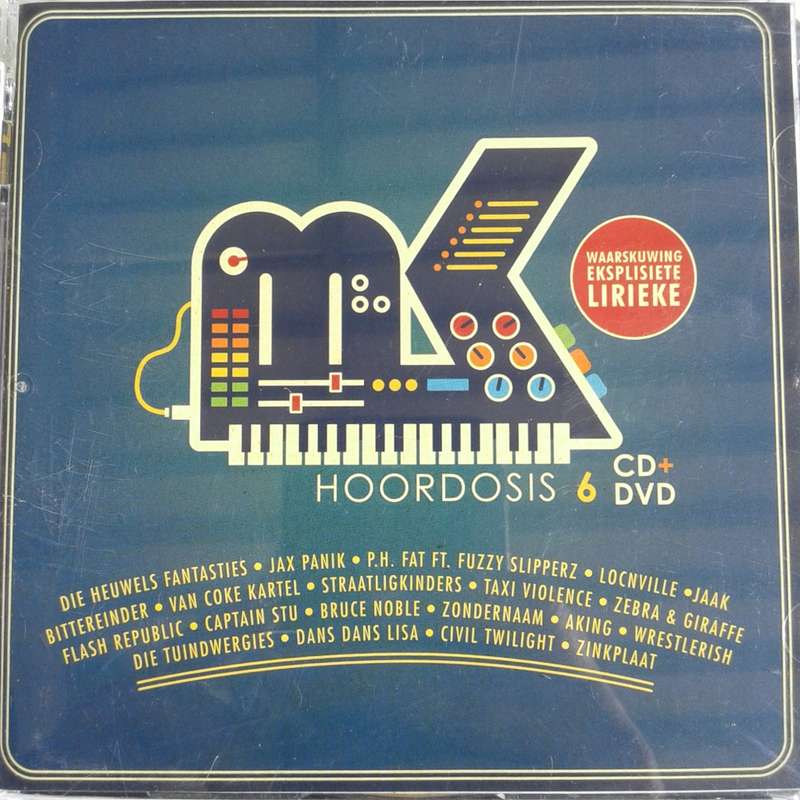 mK
WAARSKUWING
EKSPLISIETE
LIRIEKE
HOORDOSIS 6 CD+
DVD
DIE HEUWELS FANTASTIES • JAX PANIK • P.H. FAT FT. FUZZY SLIPPERZ • LOCNVILLE • JAAK
BITTEREINDER • VAN COKE KARTEL • STRAATLIGKINDERS • TAXI VIOLENCE • ZEBRA & GIRAFFE
FLASH REPUBLIC • CAPTAIN STU • BRUCE NOBLE • ZONDERNAAM • AKING • WRESTLERISH
DIE TUINDWERGIES • DANS DANS LISA • CIVIL TWILIGHT • ZINKPLAAT